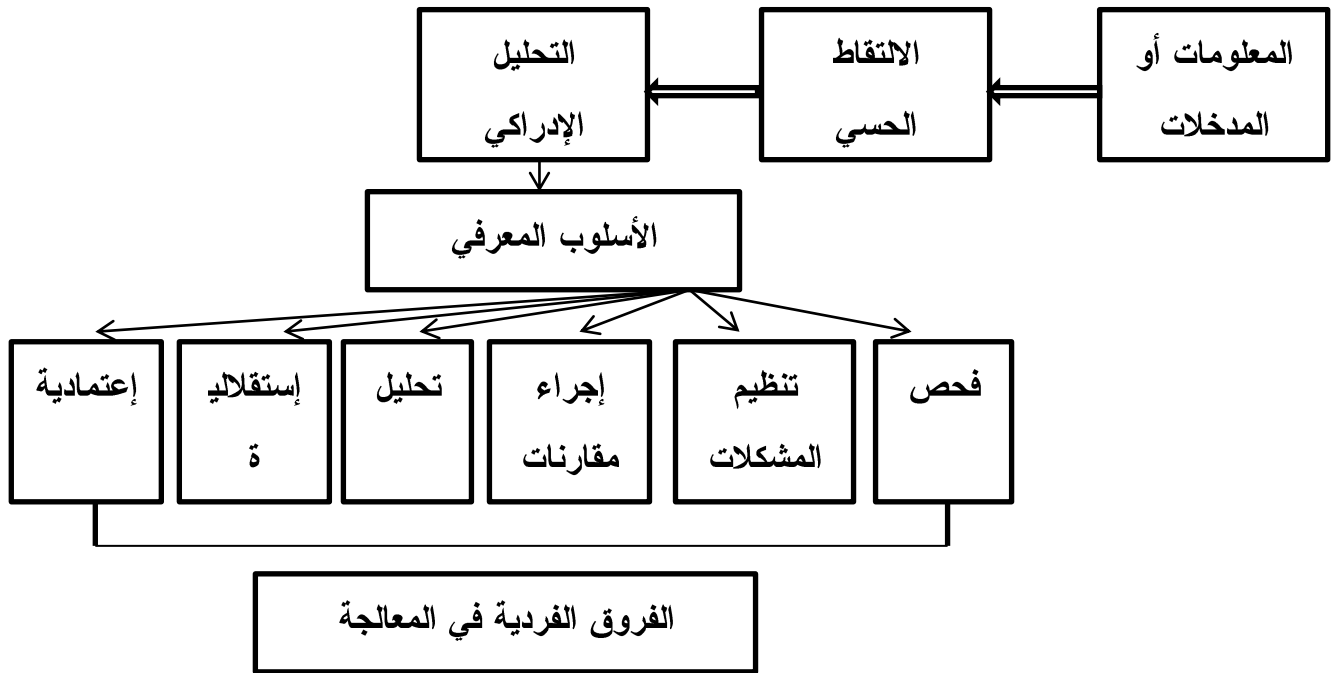 المعلومات أو
المدخلات
الالتقاط
الحسي
التحليل
الإدراكي
الأسلوب المعرفي
فحص
تنظيم
المشكلات
إجراء
مقارنات
تحليل
إستقلالي
ة
إعتمادية
الفروق الفردية في المعالجة